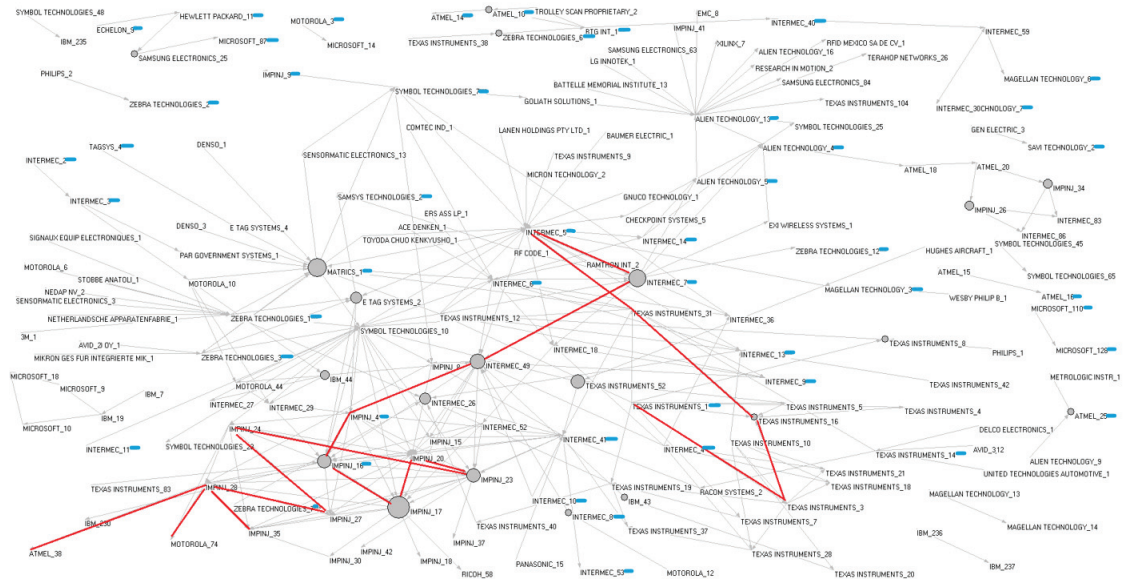 SYMBOL TECHNOLOGIES_48
ECHELON_9
HEWLETT PACKARD_11
IBM_235
MICROSOFT_87
SAMSUNG ELECTRONICS_25
MOTOROLA_3
MICROSOFT_14
ATMEL_14
ATMEL_10
TROLLEY SCAN PROPRIETARY_2
RTG INT_1
TEXAS INSTRUMENTS_38
ZEBRA TECHNOLOGIES_6
EMC_8
IMPINJ_41
INTERMEC_40
INTERMEC_59
SAMSUNG ELECTRONICS_63
XILINX_7
RFID MEXICO SA DE CV_1
ALIEN TECHNOLOGY_16
TERAHOP NETWORKS_26
LG INNOTEK_1
RESEARCH IN MOTION_2
PHILIPS_2
IMPINJ_9
BATTELLE MEMORIAL INSTITUTE_13
SAMSUNG ELECTRONICS_84
MAGELLAN TECHNOLOGY_6
ZEBRA TECHNOLOGIES_2
SYMBOL TECHNOLOGIES_7
GOLIATH SOLUTIONS_1
TEXAS INSTRUMENTS_104
INTERMEC_30CHNOLOGY_7
ALIEN TECHNOLOGY_13
SYMBOL TECHNOLOGIES_25
COMTEC IND_1
LANEN HOLDINGS PTY LTD_1
BAUMER ELECTRIC_1
GEN ELECTRIC_3
TAGSYS_4
DENSO_1
ALIEN TECHNOLOGY_4
SAVI TECHNOLOGY_2
INTERMEC_2
SENSORMATIC ELECTRONICS_13
TEXAS INSTRUMENTS_9
MICRON TECHNOLOGY_2
ATMEL_18
ATMEL_20
ALIEN TECHNOLOGY_5
IMPINJ_34
INTERMEC_3
SAMSYS TECHNOLOGIES_2
GNUCO TECHNOLOGY_1
IMPINJ_26
INTERMEC_83
DENSO_3
E TAG SYSTEMS_4
ERS ASS LP_1
ACE DENKEN_1
CHECKPOINT SYSTEMS_5
EXI WIRELESS SYSTEMS_1
INTERMEC_86
SIGNAUX EQUIP ELECTRONIQUES_1
TOYODA CHUO KENKYUSHO_1
INTERMEC_5
INTERMEC_14
SYMBOL TECHNOLOGIES_45
PAR GOVERNMENT SYSTEMS_1
RF CODE_1
ZEBRA TECHNOLOGIES_12
HUGHES AIRCRAFT_1
MOTOROLA_6
MATRICS_1
RAMTRON INT_2
STOBBE ANATOLI_1
MOTOROLA_10
INTERMEC_6
INTERMEC_7
ATMEL_15
SYMBOL TECHNOLOGIES_65
NEDAP NV_2
MAGELLAN TECHNOLOGY_3
SENSORMATIC ELECTRONICS_3
E TAG SYSTEMS_2
WESBY PHILIP B_1
ATMEL_16
MICROSOFT_110
NETHERLANDSCHE APPARATENFABRIE_1
ZEBRA TECHNOLOGIES_1
TEXAS INSTRUMENTS_12
TEXAS INSTRUMENTS_31
INTERMEC_36
SYMBOL TECHNOLOGIES_10
AVID_ZI OY_1
TEXAS INSTRUMENTS_8
MIKRON GES FUR INTEGRIERTE MIK_1
ZEBRA TECHNOLOGIES_3
INTERMEC_18
INTERMEC_13
PHILIPS_1
MICROSOFT_128
IMPINJ_8
INTERMEC_49
METROLOGIC INSTR_1
MICROSOFT_18
MICROSOFT_9
IBM_7
MOTOROLA_44
IBM_44
INTERMEC_9
TEXAS INSTRUMENTS_52
TEXAS INSTRUMENTS_42
INTERMEC_27
INTERMEC_29
INTERMEC_26
TEXAS INSTRUMENTS_1
TEXAS INSTRUMENTS_5
TEXAS INSTRUMENTS_4
IBM_19
IMPINJ_4
ATMEL_25
MICROSOFT_10
IMPINJ_24
INTERMEC_52
TEXAS INSTRUMENTS_16
DELCO ELECTRONICS_1
INTERMEC_11
IMPINJ_15
INTERMEC_41
TEXAS INSTRUMENTS_10
INTERMEC_4
AVID_312
TEXAS INSTRUMENTS_14
IMPINJ_16
IMPINJ_20
ALIEN TECHNOLOGY_9
IMPINJ_23
TEXAS INSTRUMENTS_21
UNITED TECHNOLOGIES AUTOMOTIVE_1
TEXAS INSTRUMENTS_83
IMPINJ_28
TEXAS INSTRUMENTS_19
RACOM SYSTEMS_2
TEXAS INSTRUMENTS_18
INTERMEC_10
IBM_43
MAGELLAN TECHNOLOGY_13
IMPINJ_17
TEXAS INSTRUMENTS_3
IMPINJ_27
INTERMEC_8
TEXAS INSTRUMENTS_7
TEXAS INSTRUMENTS_40
MAGELLAN TECHNOLOGY_14
IMPINJ_35
TEXAS INSTRUMENTS_37
IBM_236
IMPINJ_37
MOTOROLA_74
ATMEL_38
IMPINJ_42
IMPINJ_30
IMPINJ_18
PANASONIC_15
TEXAS INSTRUMENTS_28
INTERMEC_53
RICOH_58
MOTOROLA_12
TEXAS INSTRUMENTS_20
IBM_237